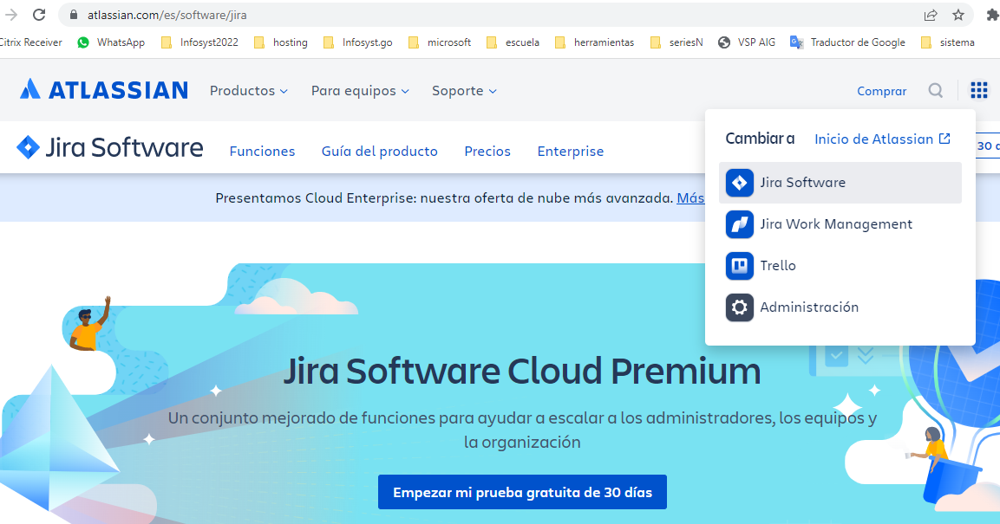 atlassian.com/es/software/jira
Citrix Receiver WhatsApp Infosyst2022 hosting Infosyst.go microsoft escuela herramientas seriesN VSP AIG Traductor de Google sistema
ATLASSIAN Productos Para equipos Soporte Comprar
Jira Software Funciones Guía del producto Precios Enterprise
30 d
Cambiar a Inicio de Atlassian
Jira Software
Jira Work Management
Trello
Administración
Presentamos Cloud Enterprise: nuestra oferta de nube más avanzada. Más
Jira Software Cloud Premium
Un conjunto mejorado de funciones para ayudar a escalar a los administradores, los equipos y
la organización
Empezar mi prueba gratuita de 30 días